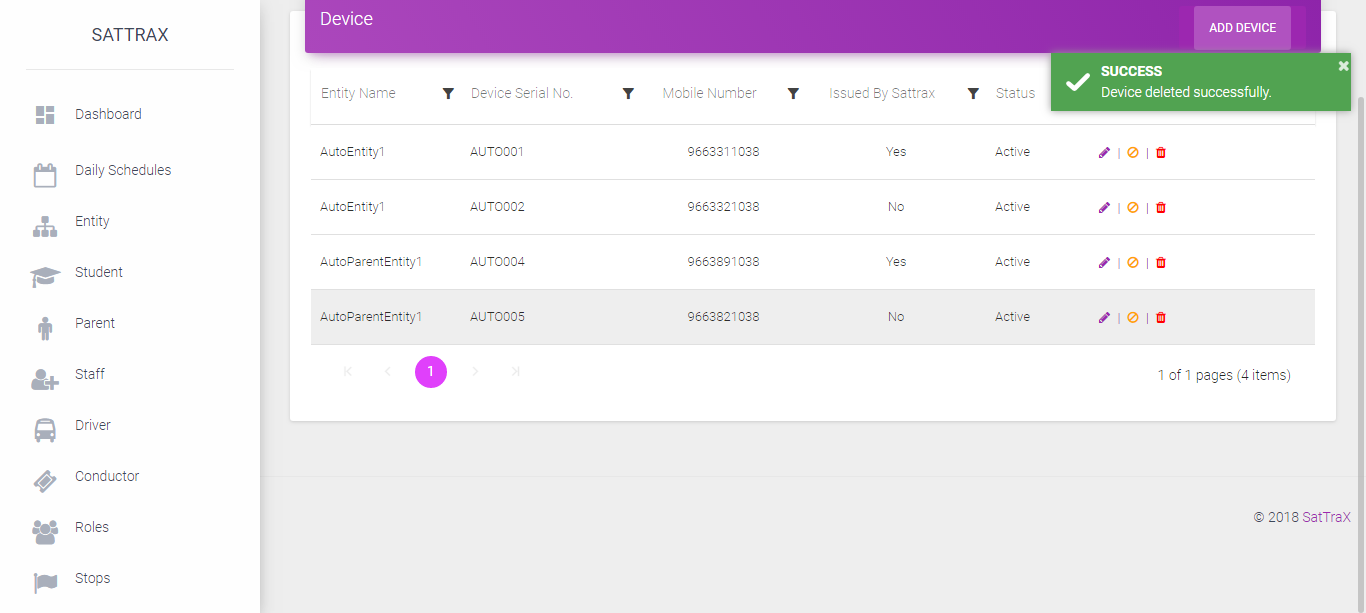 SATTRAX
Dashboard
Daily Schedules
Entity
Student
Parent
Staff
Driver
Conductor
Roles
Stops
Device
ADD DEVICE
SUCCESS
Device deleted successfully.
Entity Name Device Serial No. Mobile Number Issued By Sattrax Status
AutoEntity1 AUTO001 9663311038 Yes Active | |
AutoEntity1 AUTO002 9663321038 No Active | |
AutoParentEntity1 AUTO004 9663891038 Yes Active | |
AutoParentEntity1 AUTO005 9663821038 No Active | |
1
1 of 1 pages (4 items)
© 2018 SatTraX